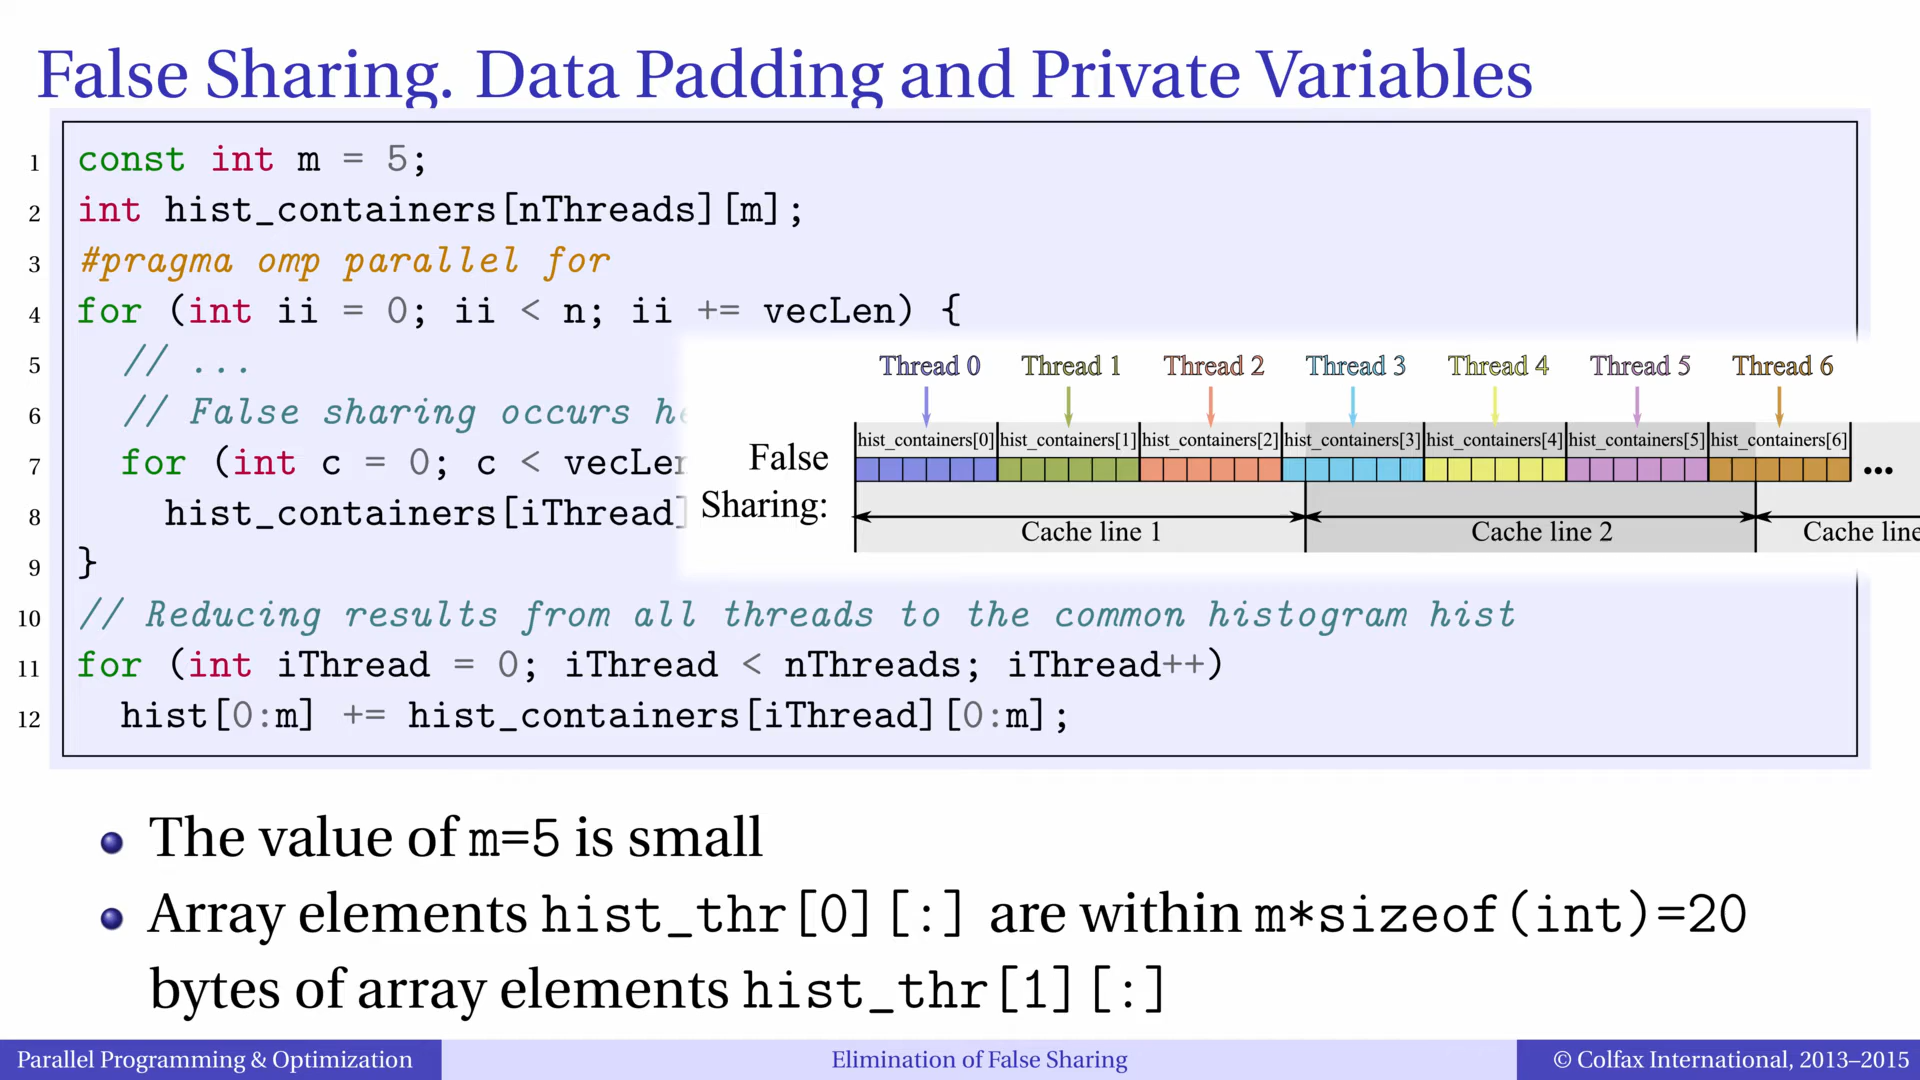 False Sharing. Data Padding and Private Variables
1 const int m = 5;
2 int hist_containers[nThreads][m];
3 #pragma omp parallel for
4 for (int ii = 0; ii < n; ii += vecLen) {
5 // ...
6 // False sharing occurs
7 for (int c = 0; c <
8 hist_containers[iThread]
9 }
10 // Reducing results from all threads to the common histogram hist
11 for (int iThread = 0; iThread < nThreads; iThread++)
12 hist[0:m] += hist_containers[iThread][0:m];
Thread 0 Thread 1 Thread 2 Thread 3 Thread 4 Thread 5 Thread 6
hist_containers[0] hist_containers[1] hist_containers[2] hist_containers[3] hist_containers[4] hist_containers[5] hist_containers[6]
False
Sharing:
...
Cache line 1 Cache line 2 Cache line
The value of m=5 is small
Array elements hist_thr[0][:] are within m*sizeof(int)=20
bytes of array elements hist_thr[1][:]
Parallel Programming & Optimization Elimination of False Sharing © Colfax International, 2013–2015